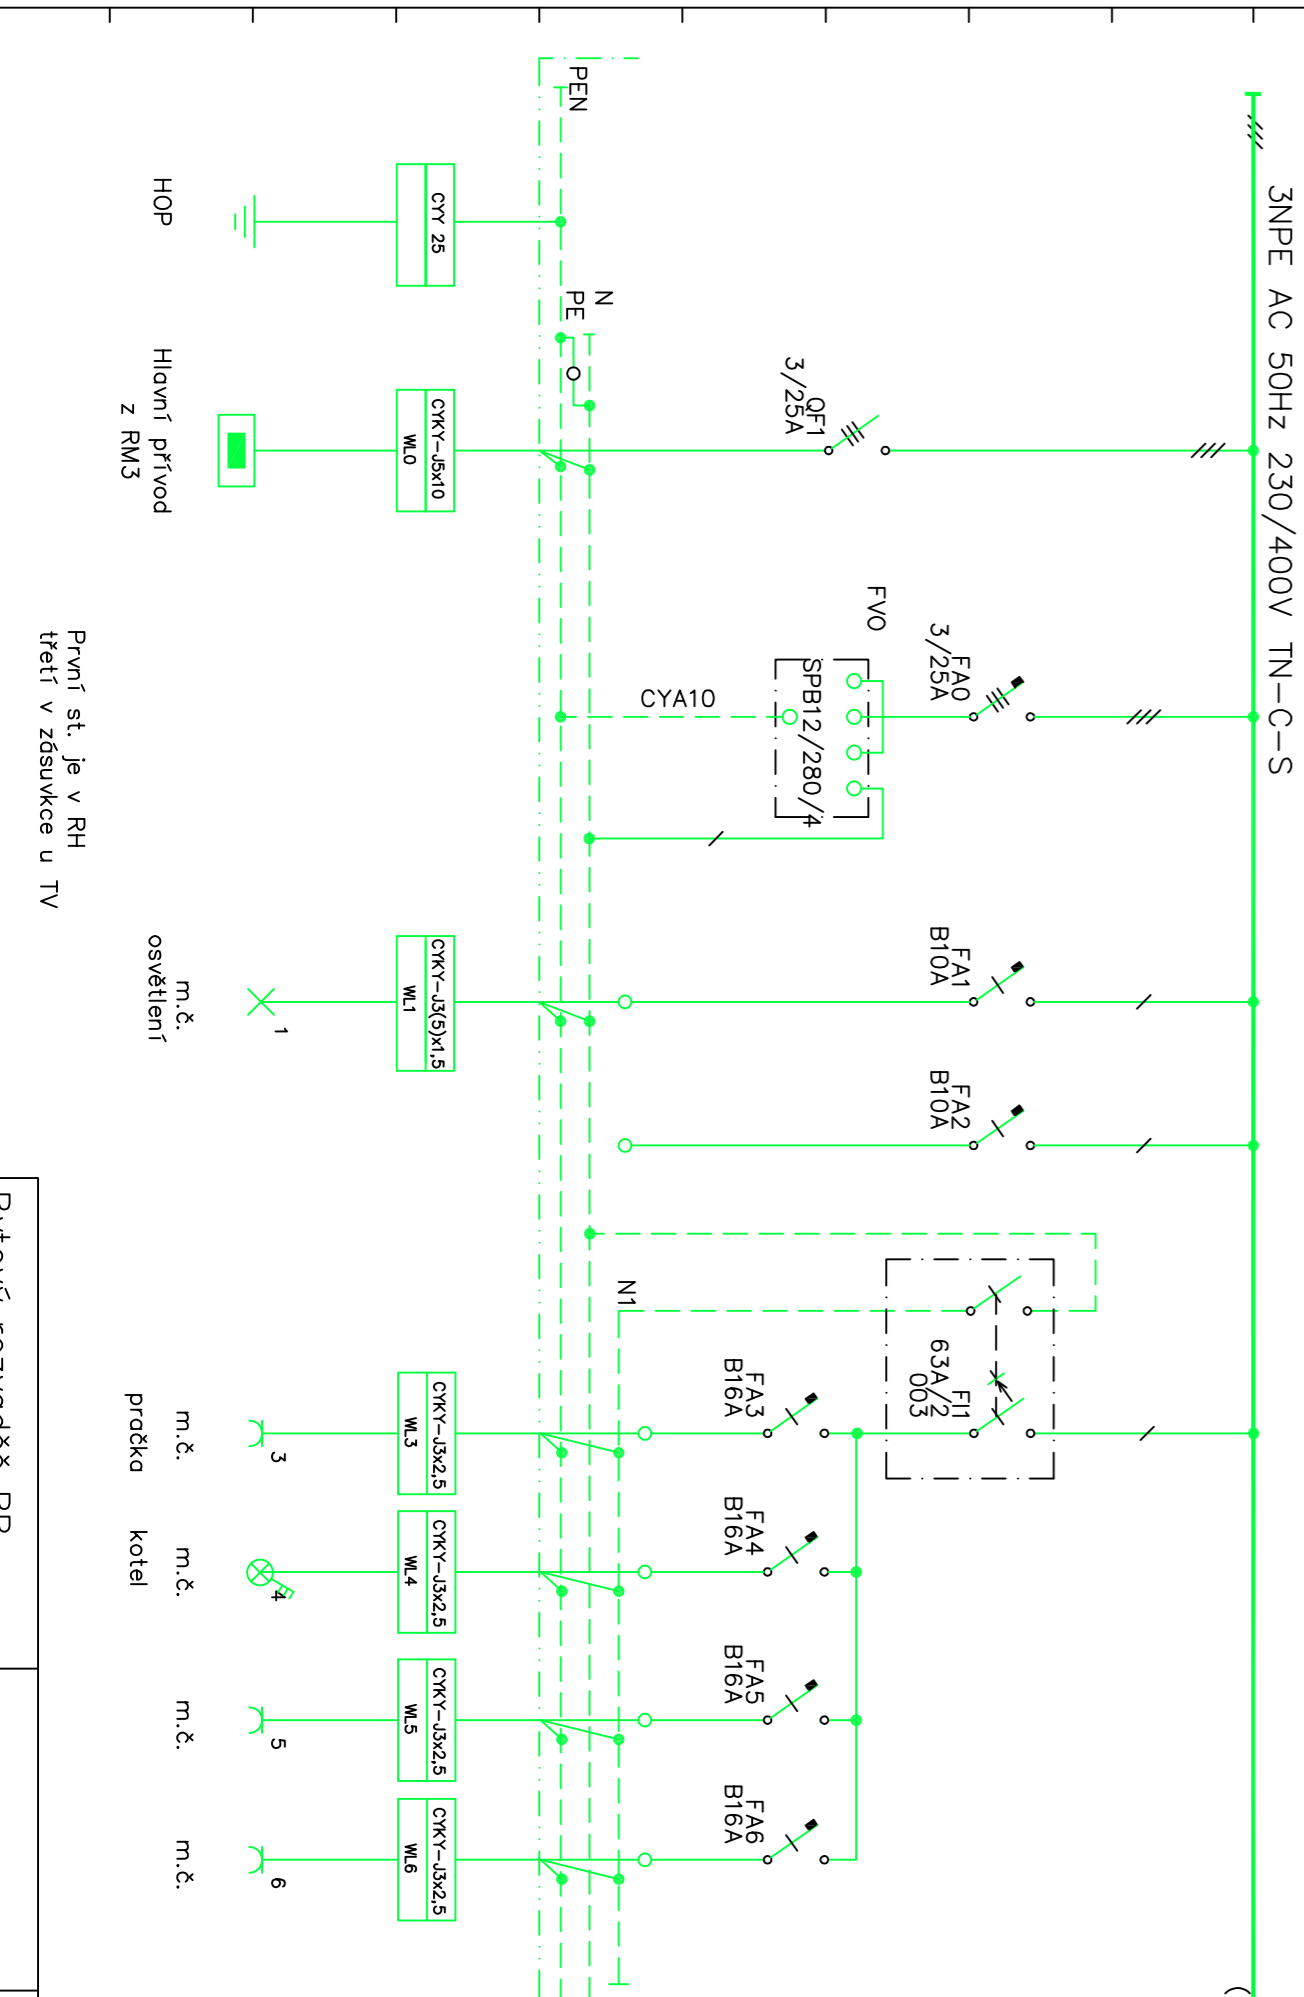 3NPE AC 50Hz 230/400V TN-C-S
QF1
3/25A
FA0
3/25A
FV0
SPB12/280/4
CYA10
FA1
B10A
FA2
B10A
FI1
63A/2
003
FA3
B16A
FA4
B16A
FA5
B16A
FA6
B16A
PEN
N
PE
N1
CYY 25
CYKY-J5x10
WL0
CYKY-J3(5)x1,5
WL1
CYKY-J3x2,5
WL3
CYKY-J3x2,5
WL4
CYKY-J3x2,5
WL5
CYKY-J3x2,5
WL6
1
3
4
5
6
HOP
Hlavní přívod
z RM3
m.č.
osvětlení
m.č.
pračka
m.č.
kotel
m.č.
m.č.
První st. je v RH
třetí v zásuvkce u TV